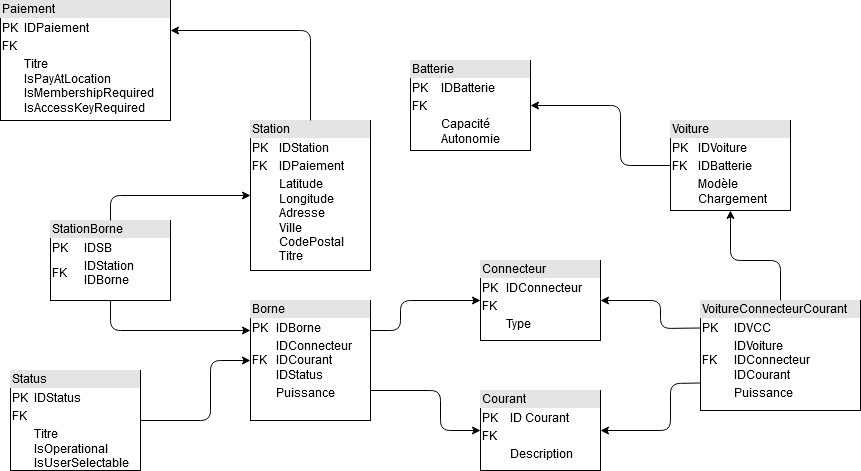 Paiement
PK IDPaiement
FK
Titre
IsPayAtLocation
IsMembershipRequired
IsAccessKeyRequired
Batterie
PK IDBatterie
FK
Capacité
Autonomie
Station
PK IDStation
FK IDPaiement
Latitude
Longitude
Adresse
Ville
CodePostal
Titre
Voiture
PK IDVoiture
FK IDBatterie
Modèle
Chargement
StationBorne
PK IDSB
FK IDStation
IDBorne
Connecteur
PK IDConnecteur
FK
Type
Borne
PK IDBorne
IDConnecteur
FK IDCourant
IDStatus
Puissance
VoitureConnecteurCourant
PK IDVCC
IDVoiture
FK IDConnecteur
IDCourant
Puissance
Status
PK IDStatus
FK
Titre
IsOperational
IsUserSelectable
Courant
PK ID Courant
FK
Description